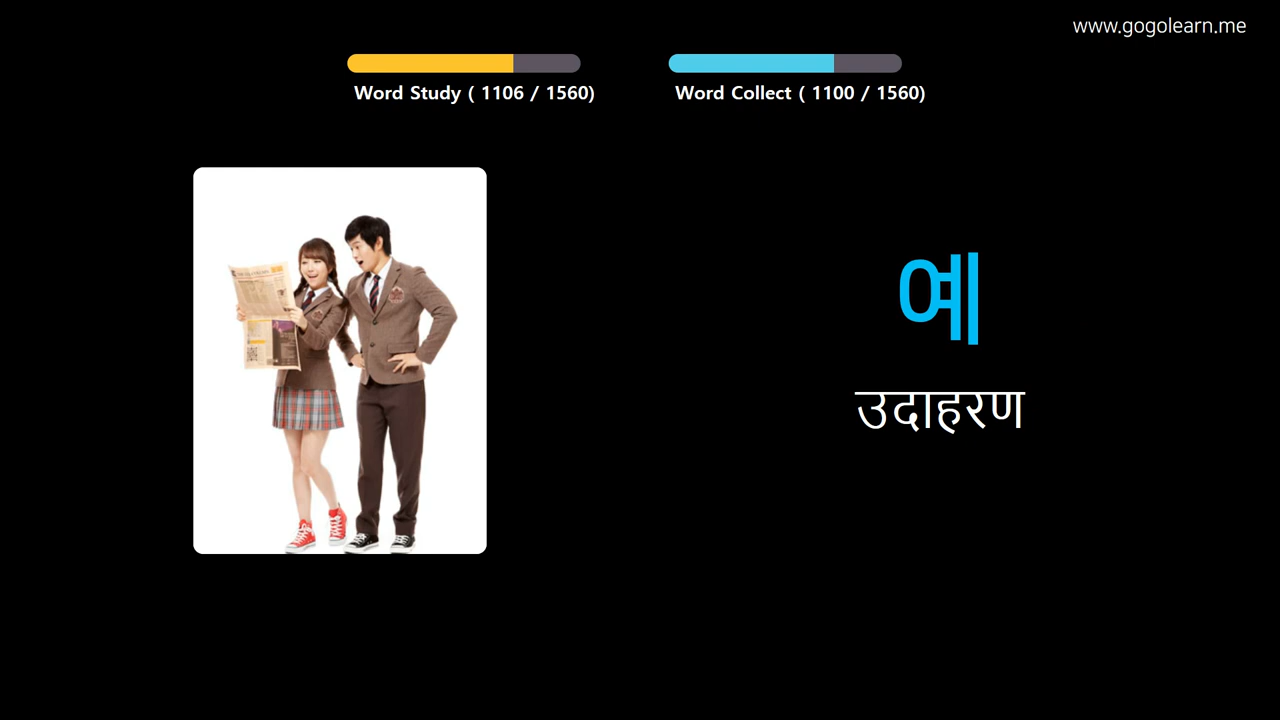 www.gogolearn.me
Word Study ( 1106 / 1560)
Word Collect ( 1100 / 1560)
예
उदाहरण